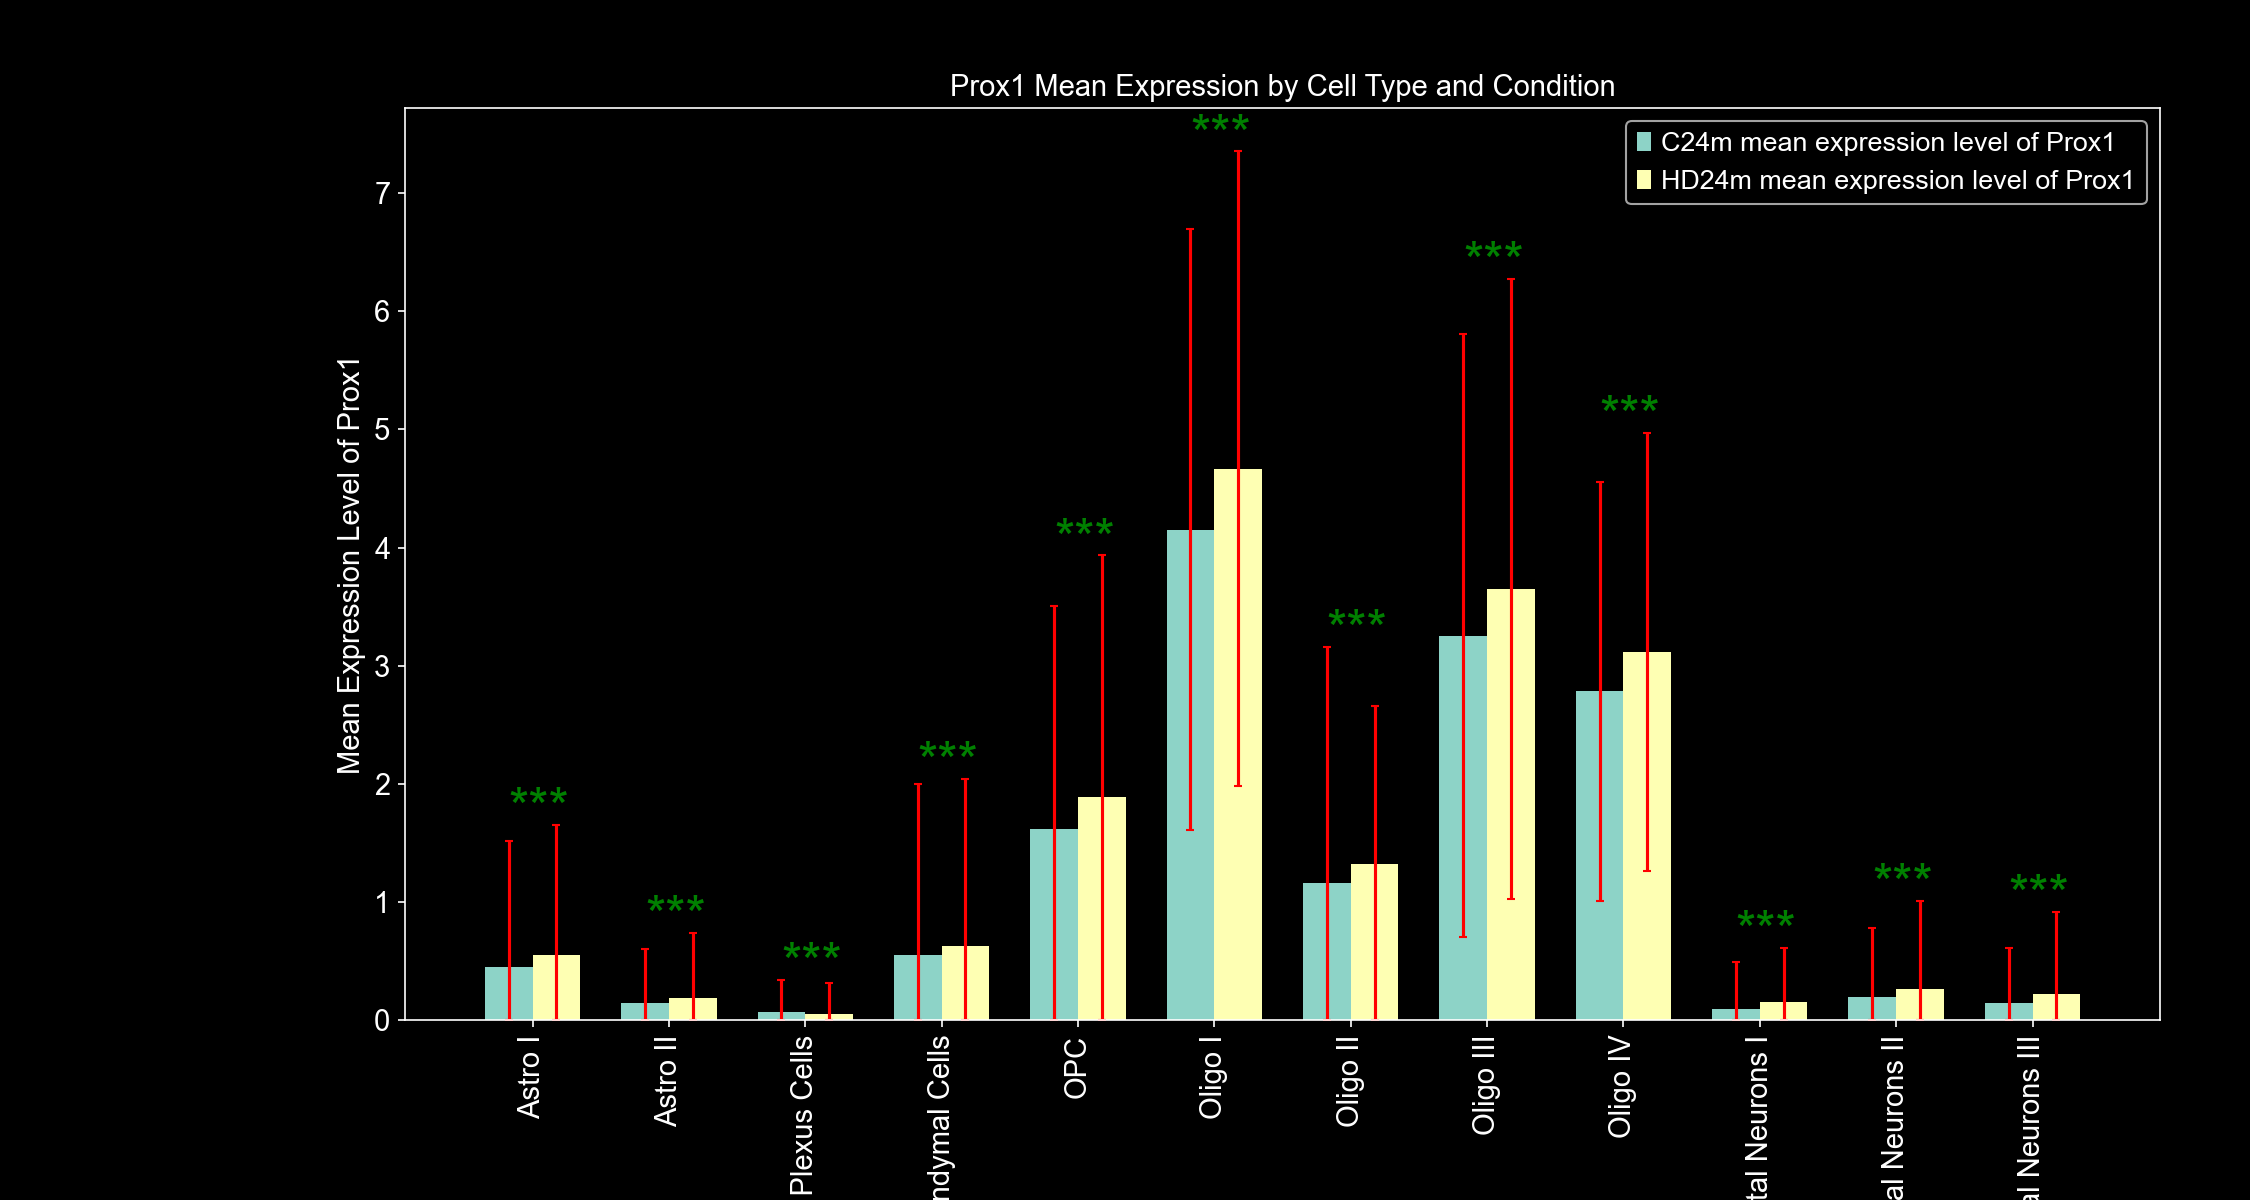 Prox1 Mean Expression by Cell Type and Condition
***
C24m mean expression level of Prox1
HD24m mean expression level of Prox1
7
***
6
***
5
Mean Expression Level of Prox1
***
4
***
3
***
2
***
***
***
***
1
***
***
0
Astro I
Astro II
Plexus Cells
ndymal Cells
OPC
Oligo I
Oligo II
Oligo III
Oligo IV
tal Neurons I
al Neurons II
al Neurons III